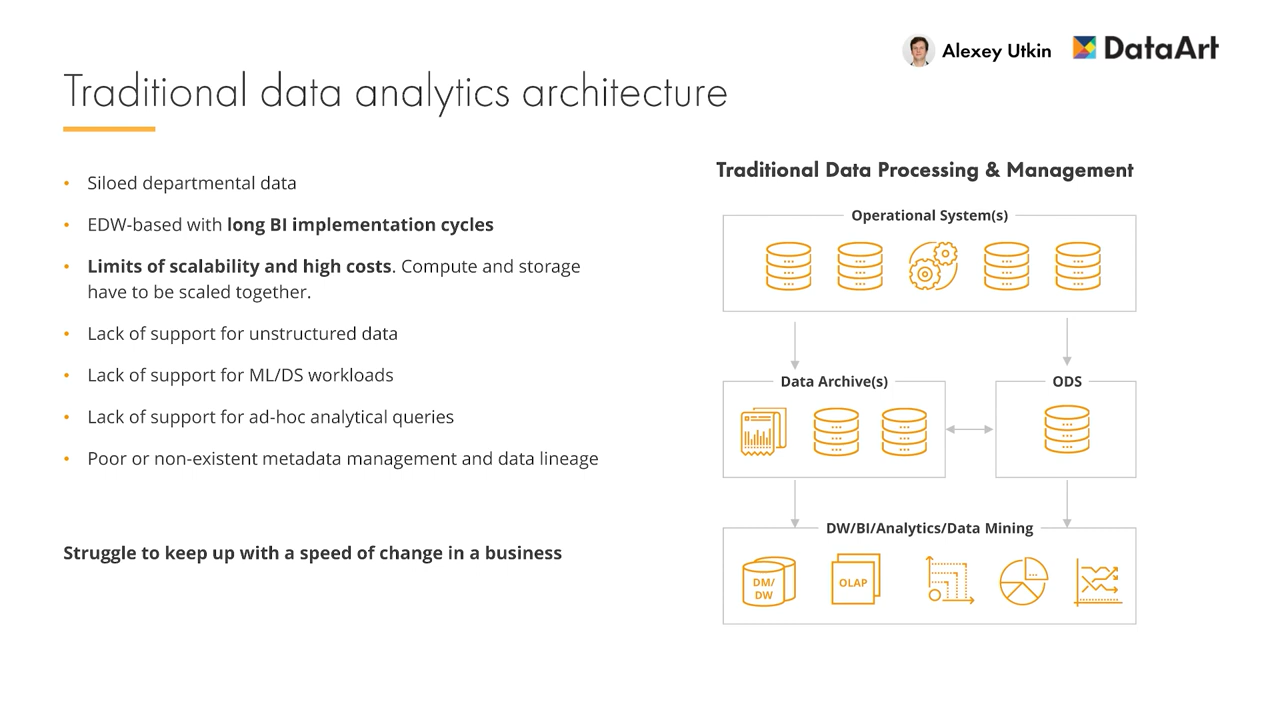 Alexey Utkin
DataArt
Traditional data analytics architecture
• Siloed departmental data
• EDW-based with long BI implementation cycles
• Limits of scalability and high costs. Compute and storage
have to be scaled together.
• Lack of support for unstructured data
• Lack of support for ML/DS workloads
• Lack of support for ad-hoc analytical queries
• Poor or non-existent metadata management and data lineage
Struggle to keep up with a speed of change in a business
Traditional Data Processing & Management
Operational System(s)
Data Archive(s)
ODS
DW/BI/Analytics/Data Mining
DM/
DW
OLAP